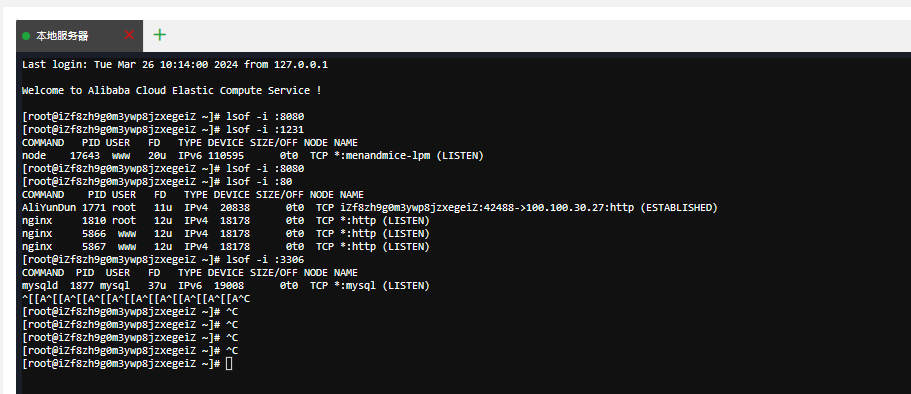 本地服务器
Last login: Tue Mar 26 10:14:00 2024 from 127.0.0.1
Welcome to Alibaba Cloud Elastic Compute Service !
[root@iZf8zh9g0m3ywp8jzxegeiZ ~]# lsof -i :8080
[root@iZf8zh9g0m3ywp8jzxegeiZ ~]# lsof -i :1231
COMMAND   PID USER   FD   TYPE DEVICE SIZE/OFF NODE NAME
node    17643  www   20u  IPv6 110595      0t0  TCP *:menandmice-lpm (LISTEN)
[root@iZf8zh9g0m3ywp8jzxegeiZ ~]# lsof -i :8080
[root@iZf8zh9g0m3ywp8jzxegeiZ ~]# lsof -i :80
COMMAND    PID USER   FD   TYPE DEVICE SIZE/OFF NODE NAME
AliYunDun 1771 root   11u  IPv4  20838      0t0  TCP iZf8zh9g0m3ywp8jzxegeiZ:42488->100.100.30.27:http (ESTABLISHED)
nginx     1810 root   12u  IPv4  18178      0t0  TCP *:http (LISTEN)
nginx     5866  www   12u  IPv4  18178      0t0  TCP *:http (LISTEN)
nginx     5867  www   12u  IPv4  18178      0t0  TCP *:http (LISTEN)
[root@iZf8zh9g0m3ywp8jzxegeiZ ~]# lsof -i :3306
COMMAND  PID  USER   FD   TYPE DEVICE SIZE/OFF NODE NAME
mysqld  1877 mysql   37u  IPv6  19008      0t0  TCP *:mysql (LISTEN)
^[[A^[[A^[[A^[[A^[[A^[[A^[[A^[[A^[[A^C
[root@iZf8zh9g0m3ywp8jzxegeiZ ~]# ^C
[root@iZf8zh9g0m3ywp8jzxegeiZ ~]# ^C
[root@iZf8zh9g0m3ywp8jzxegeiZ ~]# ^C
[root@iZf8zh9g0m3ywp8jzxegeiZ ~]# ^C
[root@iZf8zh9g0m3ywp8jzxegeiZ ~]#